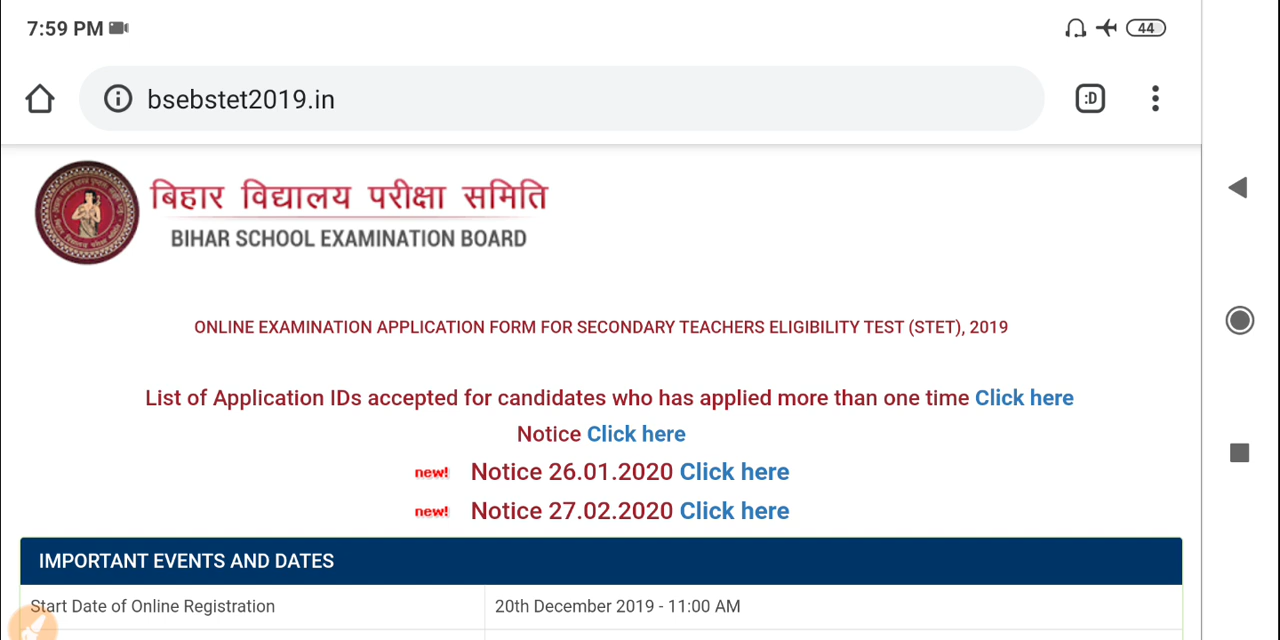 7:59 PM
44
bsebstet2019.in
:D
बिहार विद्यालय परीक्षा समिति
BIHAR SCHOOL EXAMINATION BOARD
ONLINE EXAMINATION APPLICATION FORM FOR SECONDARY TEACHERS ELIGIBILITY TEST (STET), 2019
List of Application IDs accepted for candidates who has applied more than one time Click here
Notice Click here
new! Notice 26.01.2020 Click here
new! Notice 27.02.2020 Click here
IMPORTANT EVENTS AND DATES
Start Date of Online Registration 20th December 2019 - 11:00 AM